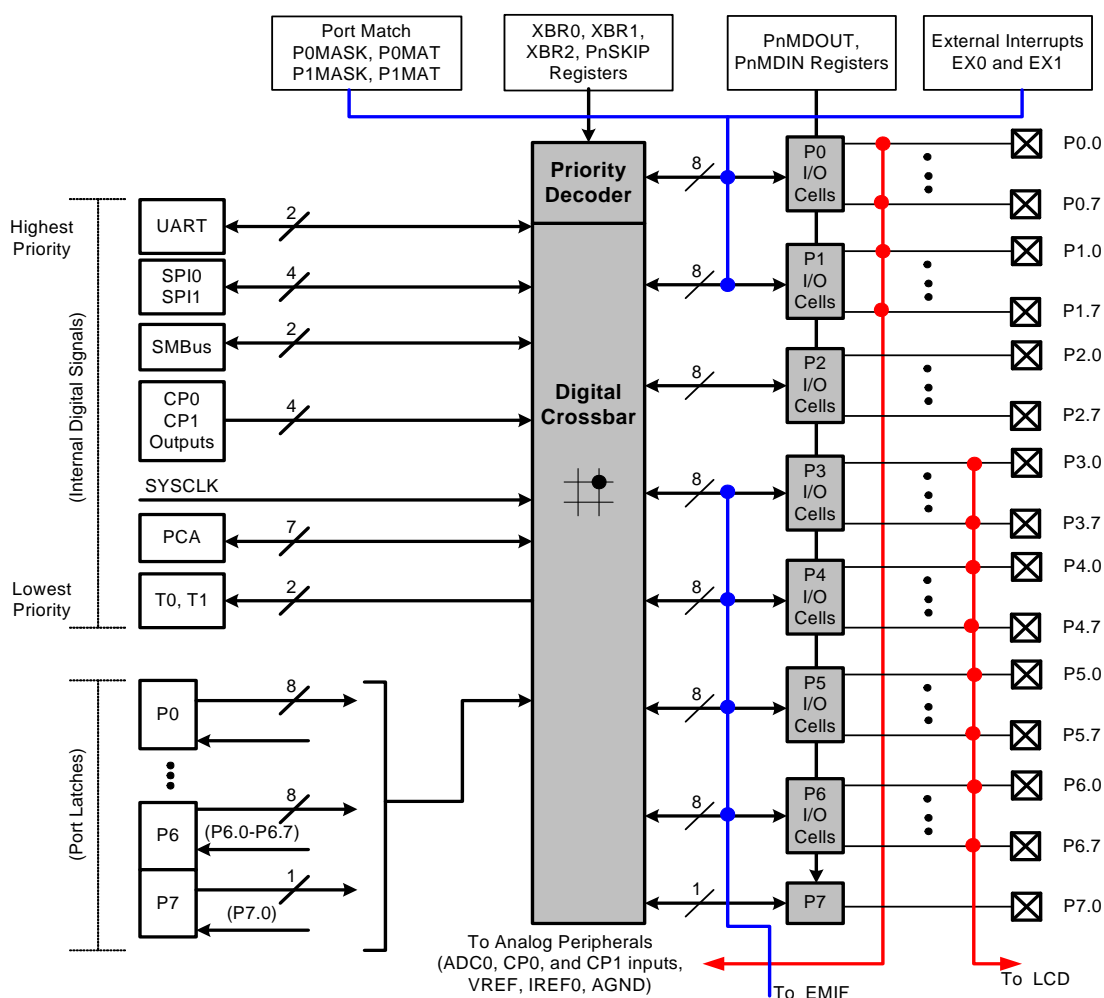 Port Match
P0MASK, P0MAT
P1MASK, P1MAT
XBR0, XBR1,
XBR2, PnSKIP
Registers
PnMDOUT,
PnMDIN Registers
External Interrupts
EX0 and EX1
Highest
Priority
Lowest
Priority
(Internal Digital Signals)
UART
2
SPI0
SPI1
4
SMBus
2
CP0
CP1
Outputs
4
SYSCLK
PCA
7
T0, T1
2
(Port Latches)
P0
8
P6
8
(P6.0-P6.7)
P7
1
(P7.0)
Priority
Decoder
Digital
Crossbar
8
P0
I/O
Cells
P0.0
P0.7
8
P1
I/O
Cells
P1.0
P1.7
8
P2
I/O
Cells
P2.0
P2.7
8
P3
I/O
Cells
P3.0
P3.7
8
P4
I/O
Cells
P4.0
P4.7
8
P5
I/O
Cells
P5.0
P5.7
8
P6
I/O
Cells
P6.0
P6.7
1
P7
P7.0
To Analog Peripherals
(ADC0, CP0, and CP1 inputs,
VREF, IREF0, AGND)
To EMIF
To LCD